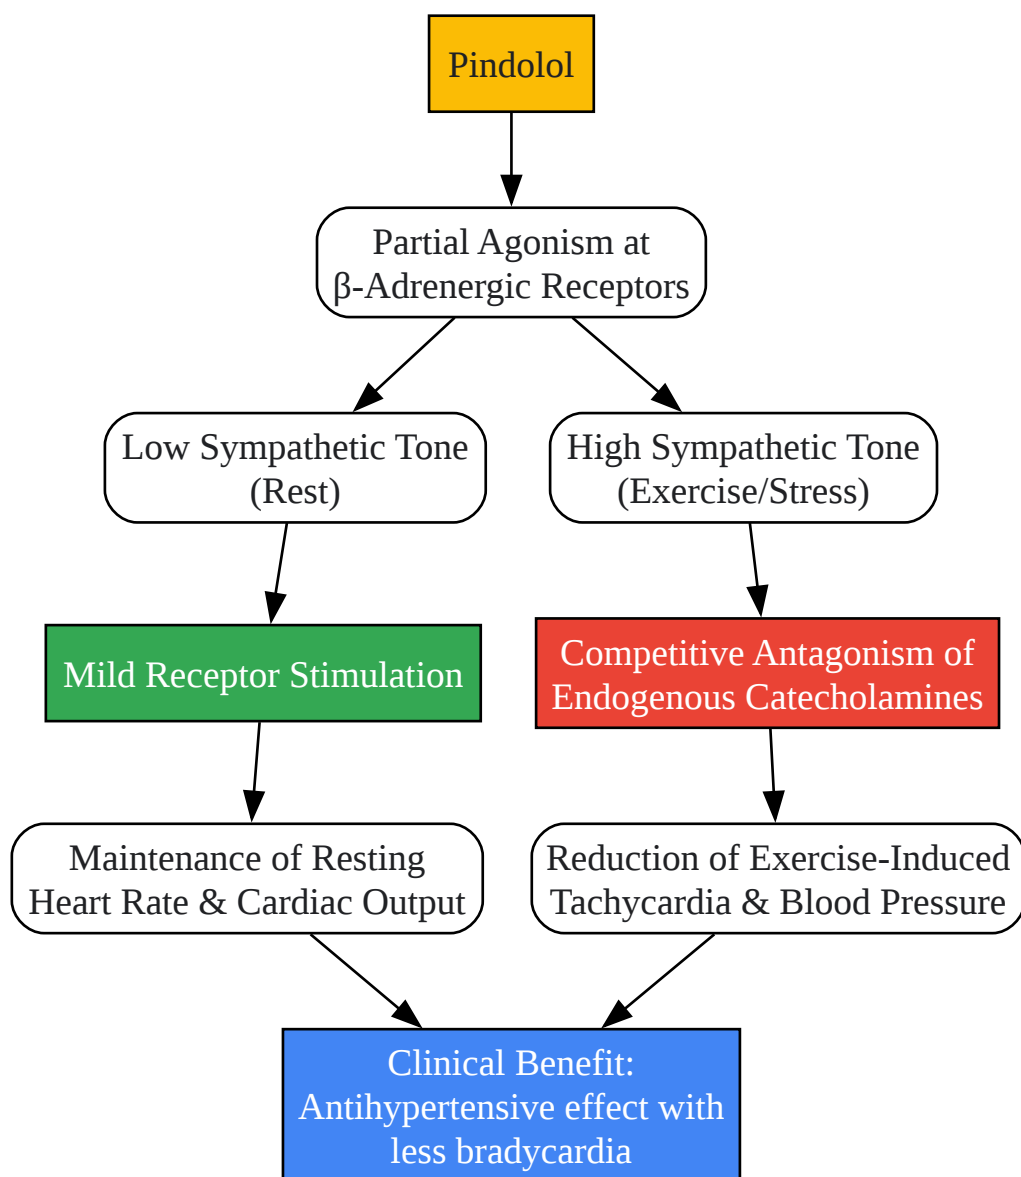 Pindolol
Partial Agonism at
β-Adrenergic Receptors
Low Sympathetic Tone
(Rest)
High Sympathetic Tone
(Exercise/Stress)
Mild Receptor Stimulation
Competitive Antagonism of
Endogenous Catecholamines
Maintenance of Resting
Heart Rate & Cardiac Output
Reduction of Exercise-Induced
Tachycardia & Blood Pressure
Clinical Benefit:
Antihypertensive effect with
less bradycardia